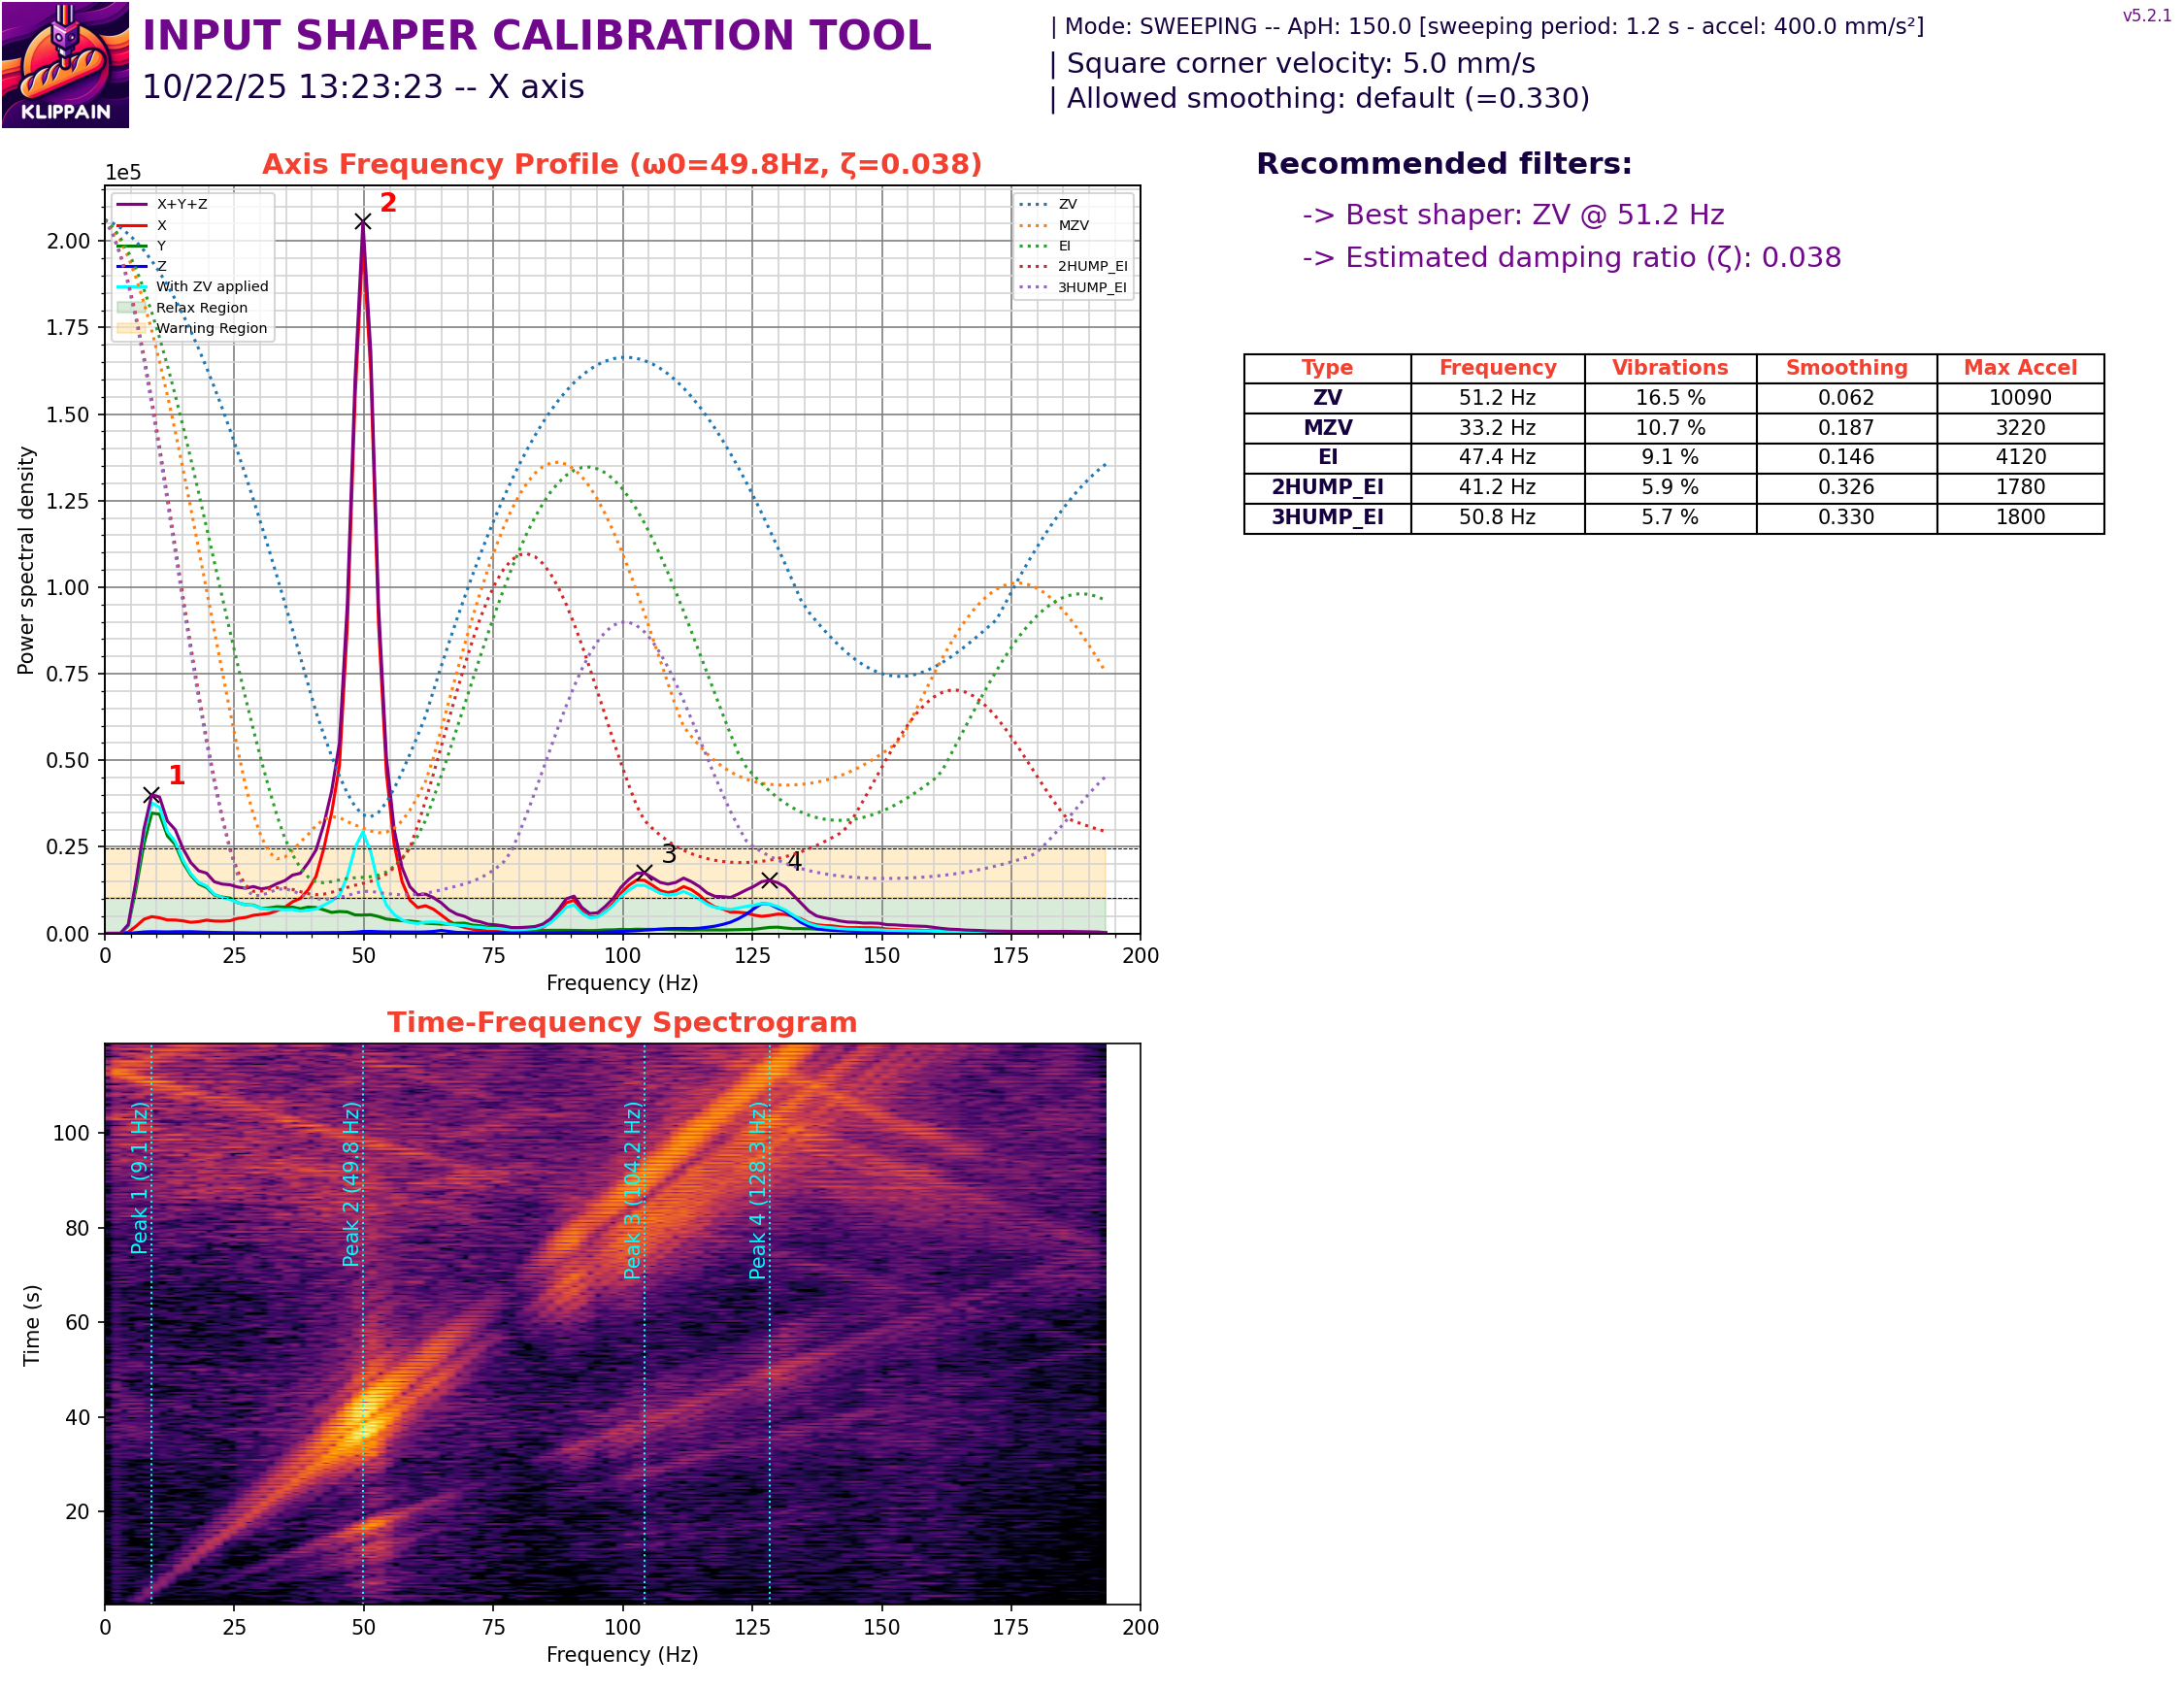 KLIPPAIN
INPUT SHAPER CALIBRATION TOOL
10/22/25 13:23:23 -- X axis
| Mode: SWEEPING -- ApH: 150.0 [sweeping period: 1.2 s - accel: 400.0 mm/s²]
| Square corner velocity: 5.0 mm/s
| Allowed smoothing: default (=0.330)
v5.2.1
Axis Frequency Profile (ω0=49.8Hz, ζ=0.038)
1e5
X+Y+Z
X
Y
Z
With ZV applied
Relax Region
Warning Region
ZV
MZV
EI
2HUMP_EI
3HUMP_EI
1
2
3
4
Power spectral density
2.00
1.75
1.50
1.25
1.00
0.75
0.50
0.25
0.00
0 25 50 75 100 125 150 175 200
Frequency (Hz)
Recommended filters:
-> Best shaper: ZV @ 51.2 Hz
-> Estimated damping ratio (ζ): 0.038
Type Frequency Vibrations Smoothing Max Accel
ZV 51.2 Hz 16.5 % 0.062 10090
MZV 33.2 Hz 10.7 % 0.187 3220
EI 47.4 Hz 9.1 % 0.146 4120
2HUMP_EI 41.2 Hz 5.9 % 0.326 1780
3HUMP_EI 50.8 Hz 5.7 % 0.330 1800
Time-Frequency Spectrogram
Peak 1 (9.1 Hz)
Peak 2 (49.8 Hz)
Peak 3 (104.2 Hz)
Peak 4 (128.3 Hz)
Time (s)
100
80
60
40
20
0 25 50 75 100 125 150 175 200
Frequency (Hz)